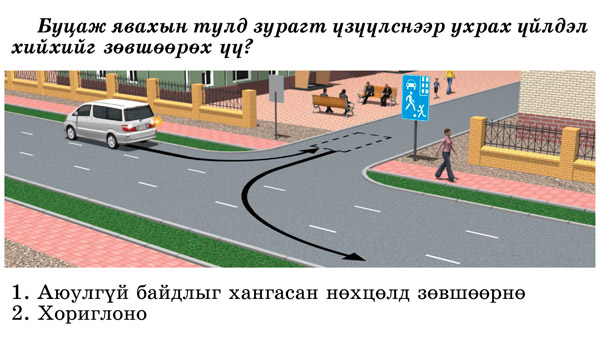 Буцаж явахын тулд зурагт үзүүлснээр ухрах үйлдэл
хийхийг зөвшөөрөх үү?
1. Аюулгүй байдлыг хангасан нөхцөлд зөвшөөрнө
2. Хориглоно